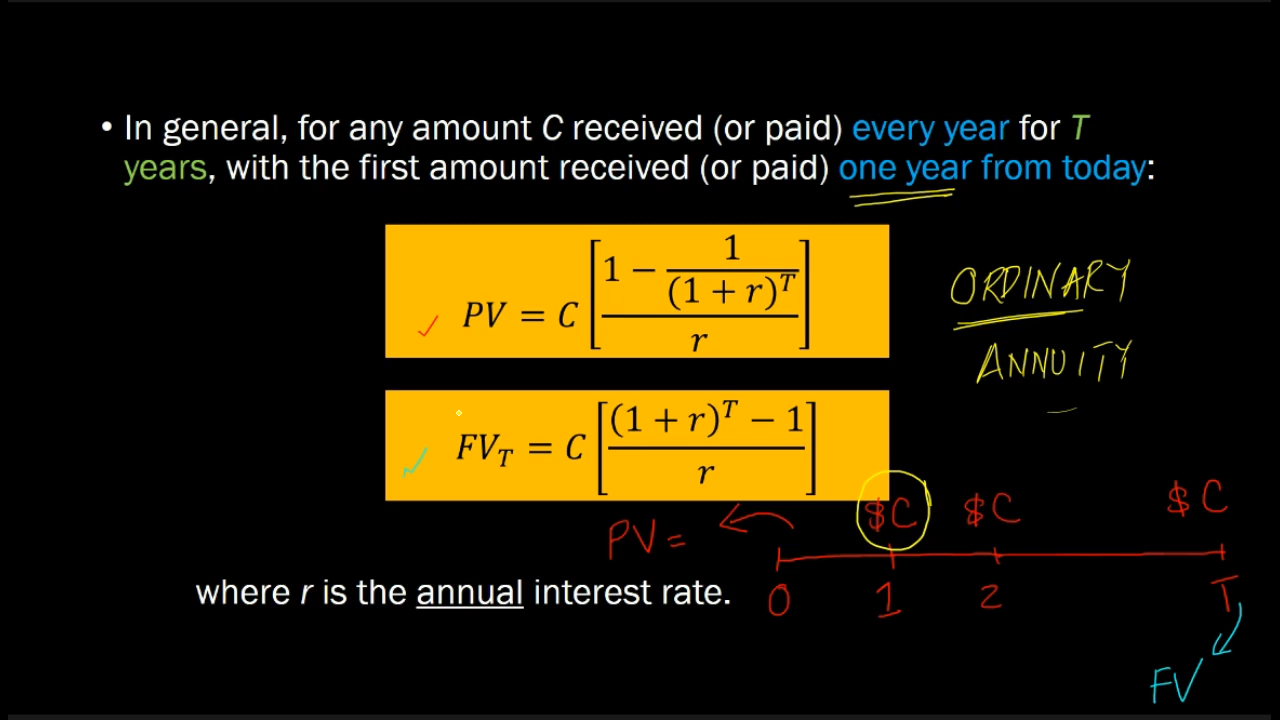 • In general, for any amount C received (or paid) every year for T
years, with the first amount received (or paid) one year from today:
PV = C [ (1 − 1/(1 + r)^T) / r ]
ORDINARY
ANNUITY
FV_T = C [ ((1 + r)^T − 1) / r ]
$C $C $C
PV =
where r is the annual interest rate.
0 1 2 T
FV